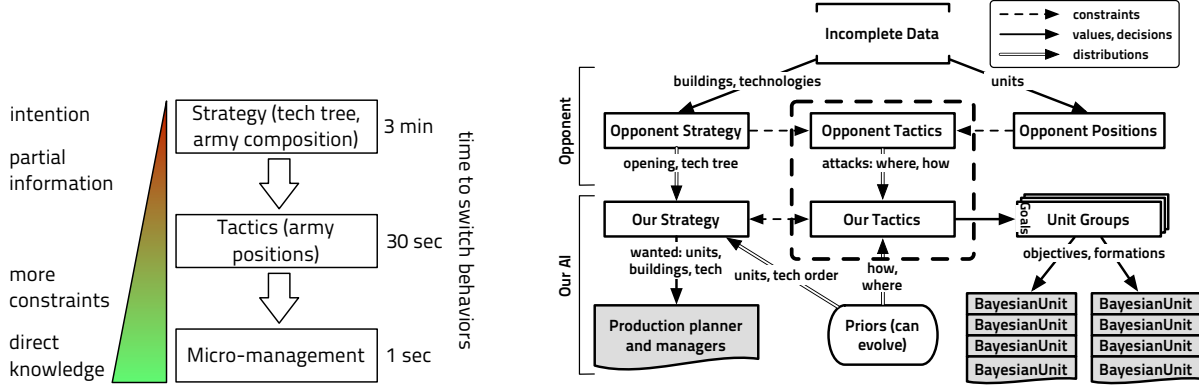 intention
partial
information
more
constraints
direct
knowledge
Strategy (tech tree,
army composition)
3 min
Tactics (army
positions)
30 sec
Micro-management
1 sec
time to switch behaviors
Incomplete Data
constraints
values, decisions
distributions
buildings, technologies
units
Opponent
Opponent Strategy
Opponent Tactics
Opponent Positions
opening, tech tree
attacks: where, how
Our AI
Our Strategy
Our Tactics
Goals
Unit Groups
wanted: units,
buildings, tech
units, tech order
how,
where
objectives, formations
Production planner
and managers
Priors (can
evolve)
BayesianUnit
BayesianUnit
BayesianUnit
BayesianUnit
BayesianUnit
BayesianUnit
BayesianUnit
BayesianUnit